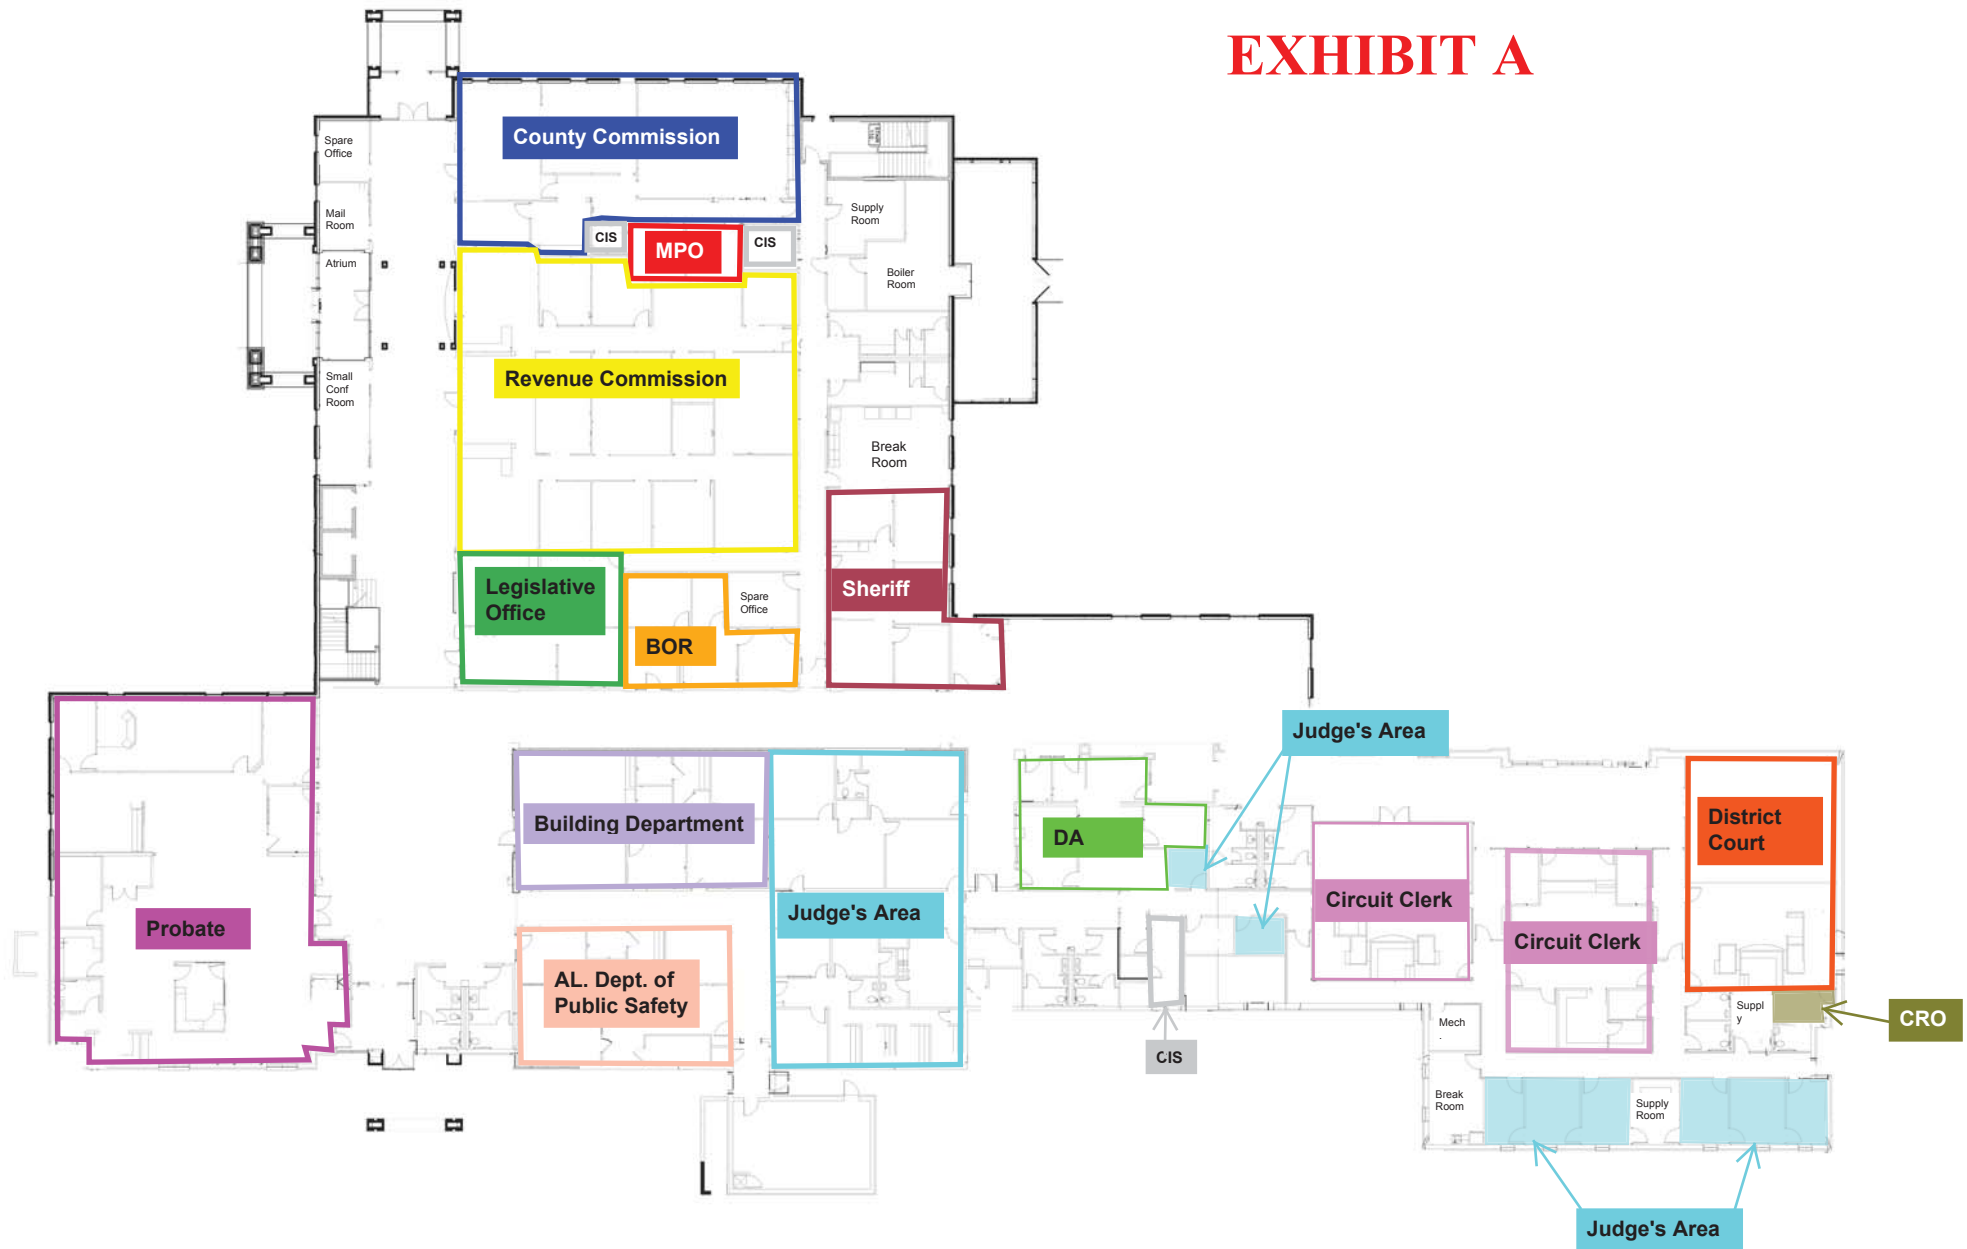 EXHIBIT A
County Commission
Spare
Office
Mail
Room
Supply
Room
CIS
MPO
CIS
Atrium
Boiler
Room
Small
Conf
Room
Revenue Commission
Break
Room
Legislative
Office
Spare
Office
BOR
Sheriff
Judge's Area
Building Department
DA
District
Court
Probate
Judge's Area
Circuit Clerk
Circuit Clerk
AL. Dept. of
Public Safety
Suppl
y
CRO
Mech
.
CIS
Break
Room
Supply
Room
Judge's Area